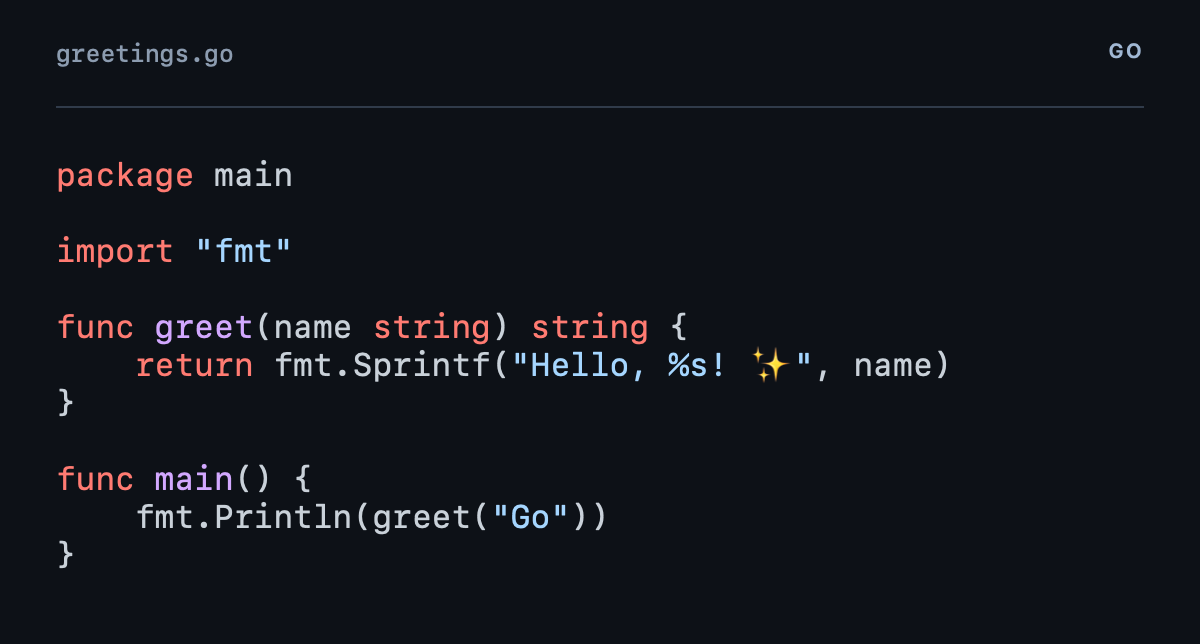 greetings.go
GO
package main
import "fmt"
func greet(name string) string {
    return fmt.Sprintf("Hello, %s! ✨", name)
}
func main() {
    fmt.Println(greet("Go"))
}